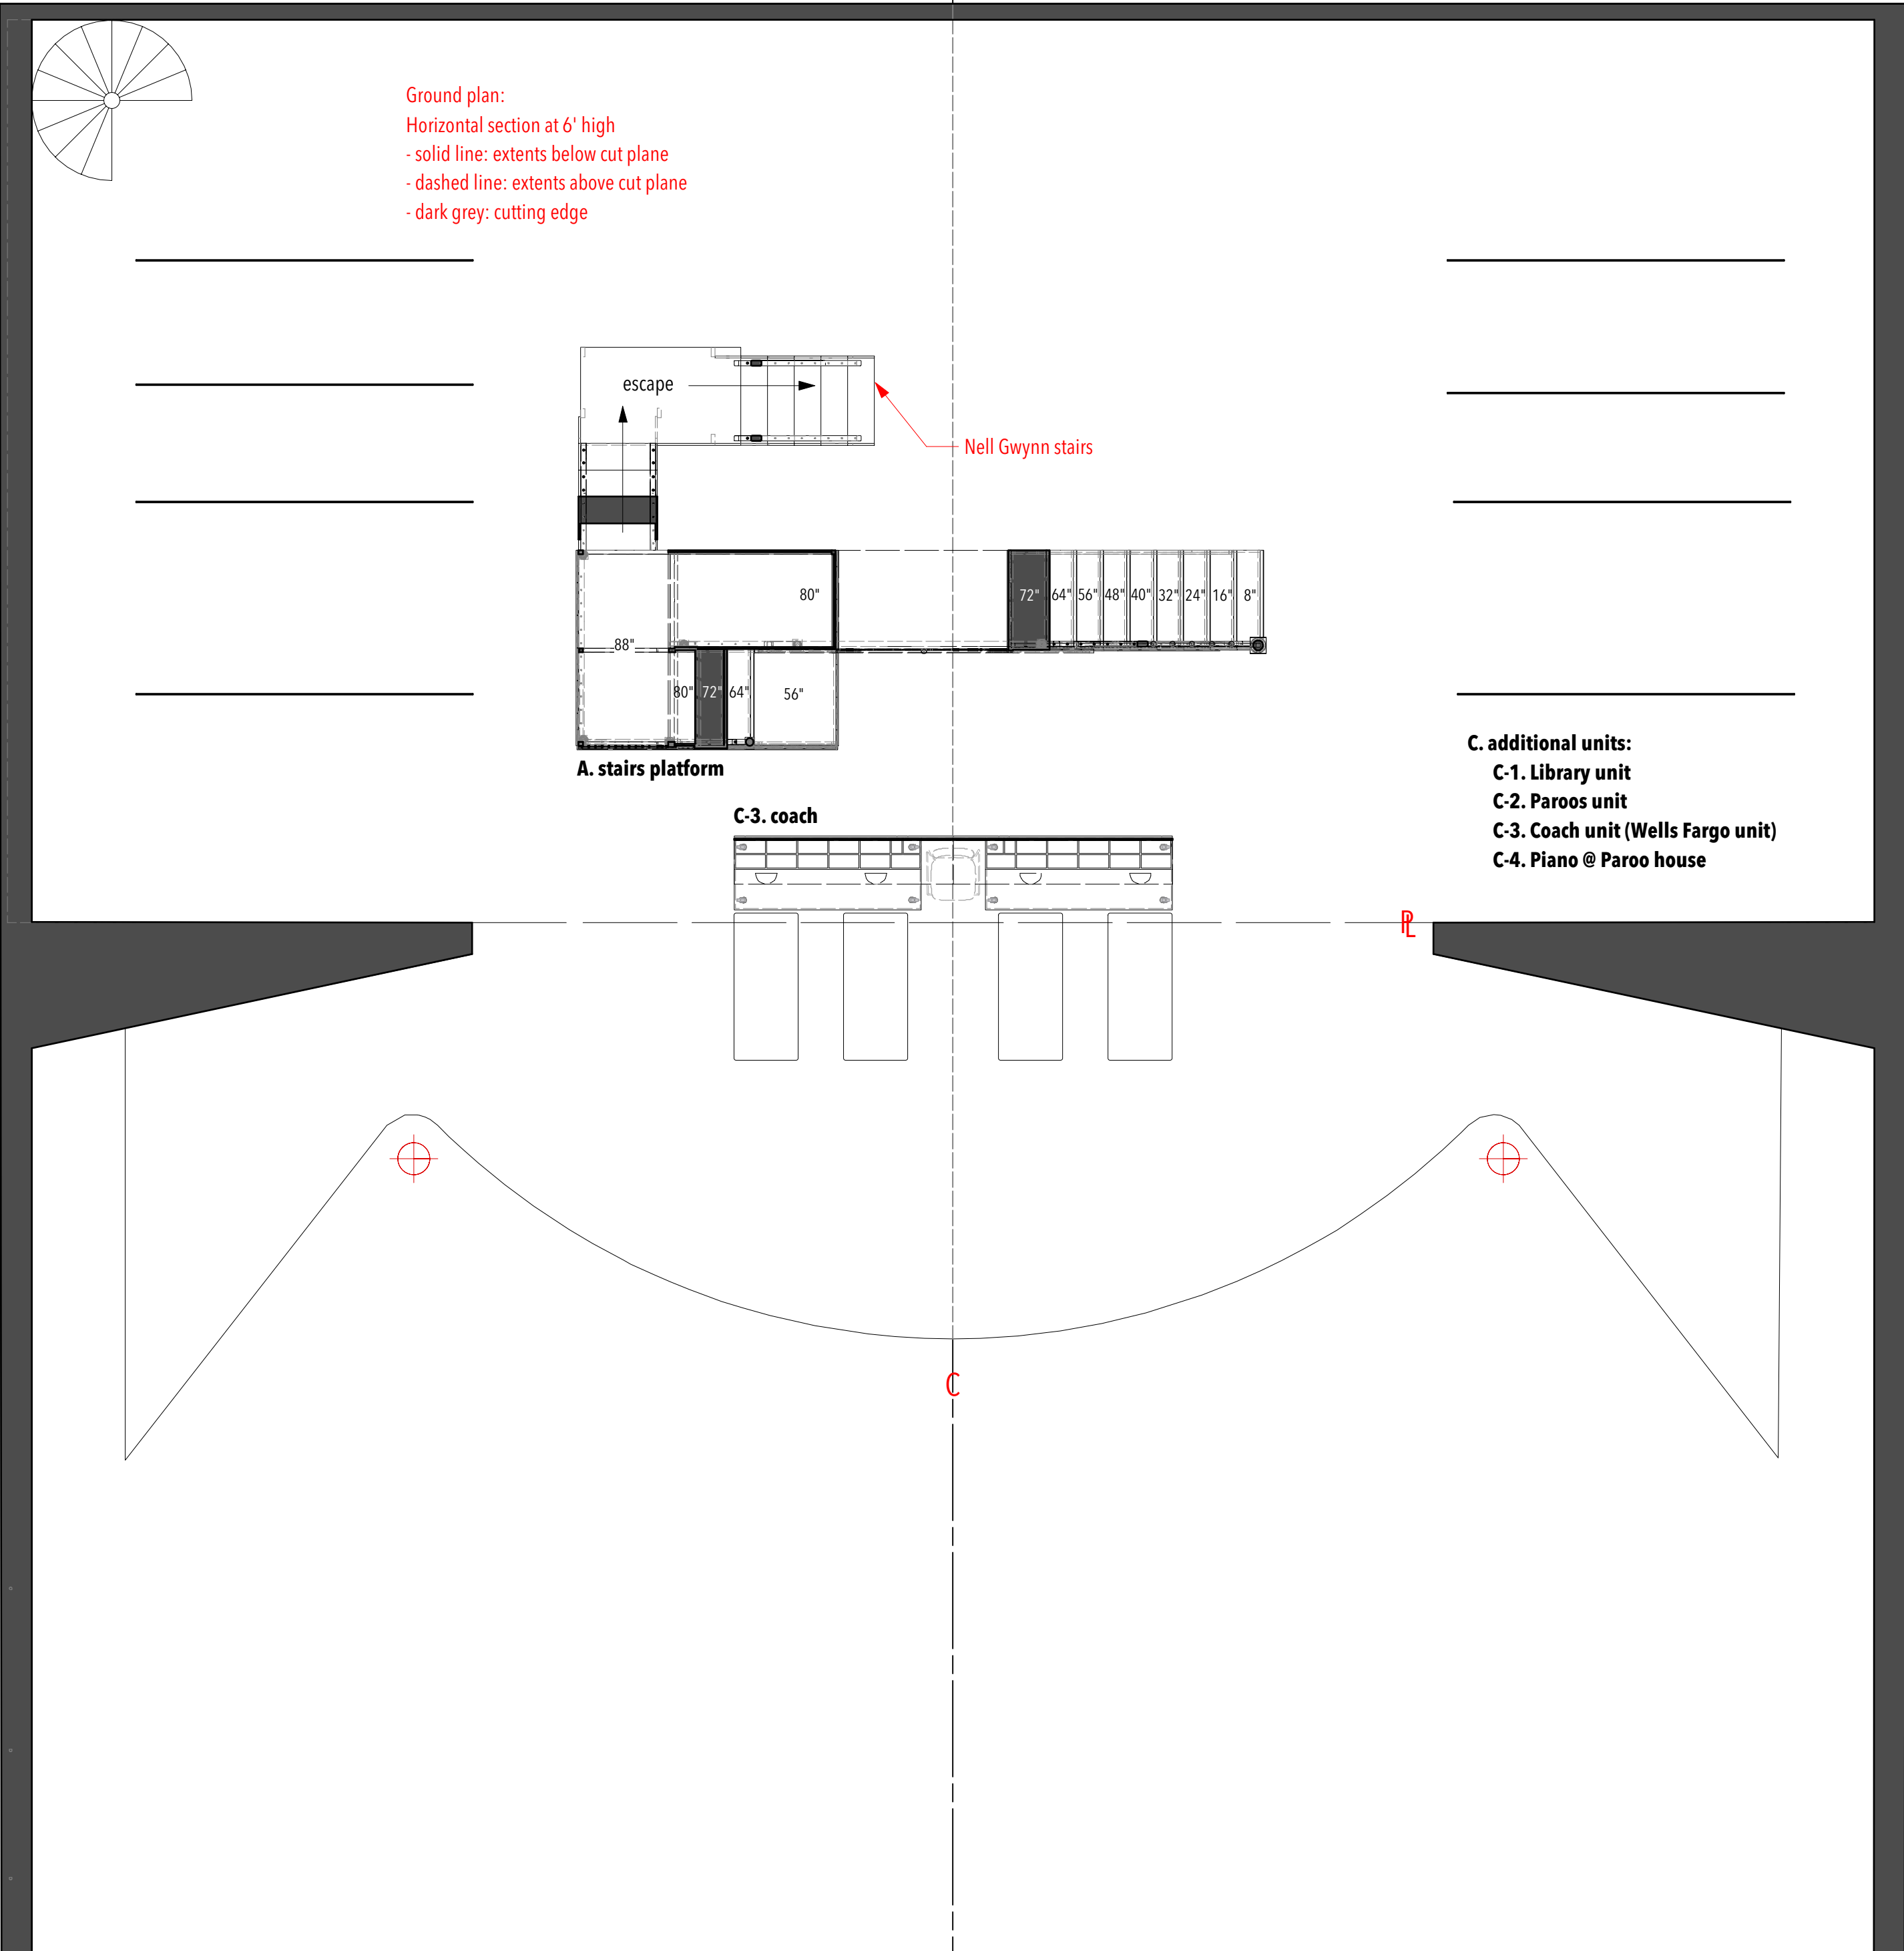 Ground plan:
Horizontal section at 6' high
- solid line: extents below cut plane
- dashed line: extents above cut plane
- dark grey: cutting edge
escape
Nell Gwynn stairs
80"
72"
64"
56"
48"
40"
32"
24"
16"
8"
88"
80"
72"
64"
56"
A. stairs platform
C. additional units:
C-1. Library unit
C-2. Paroos unit
C-3. Coach unit (Wells Fargo unit)
C-4. Piano @ Paroo house
C-3. coach
PL
C